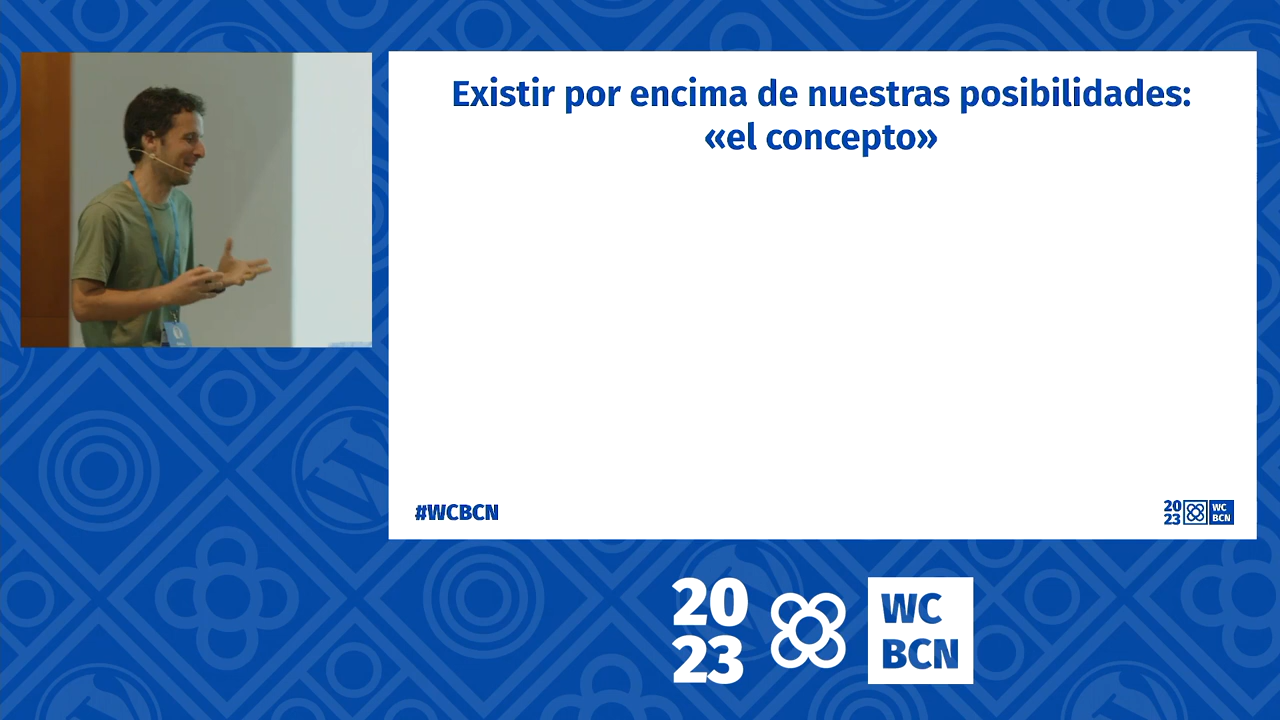 Existir por encima de nuestras posibilidades:
«el concepto»
#WCBCN
20
23
WC
BCN
20
23
WC
BCN